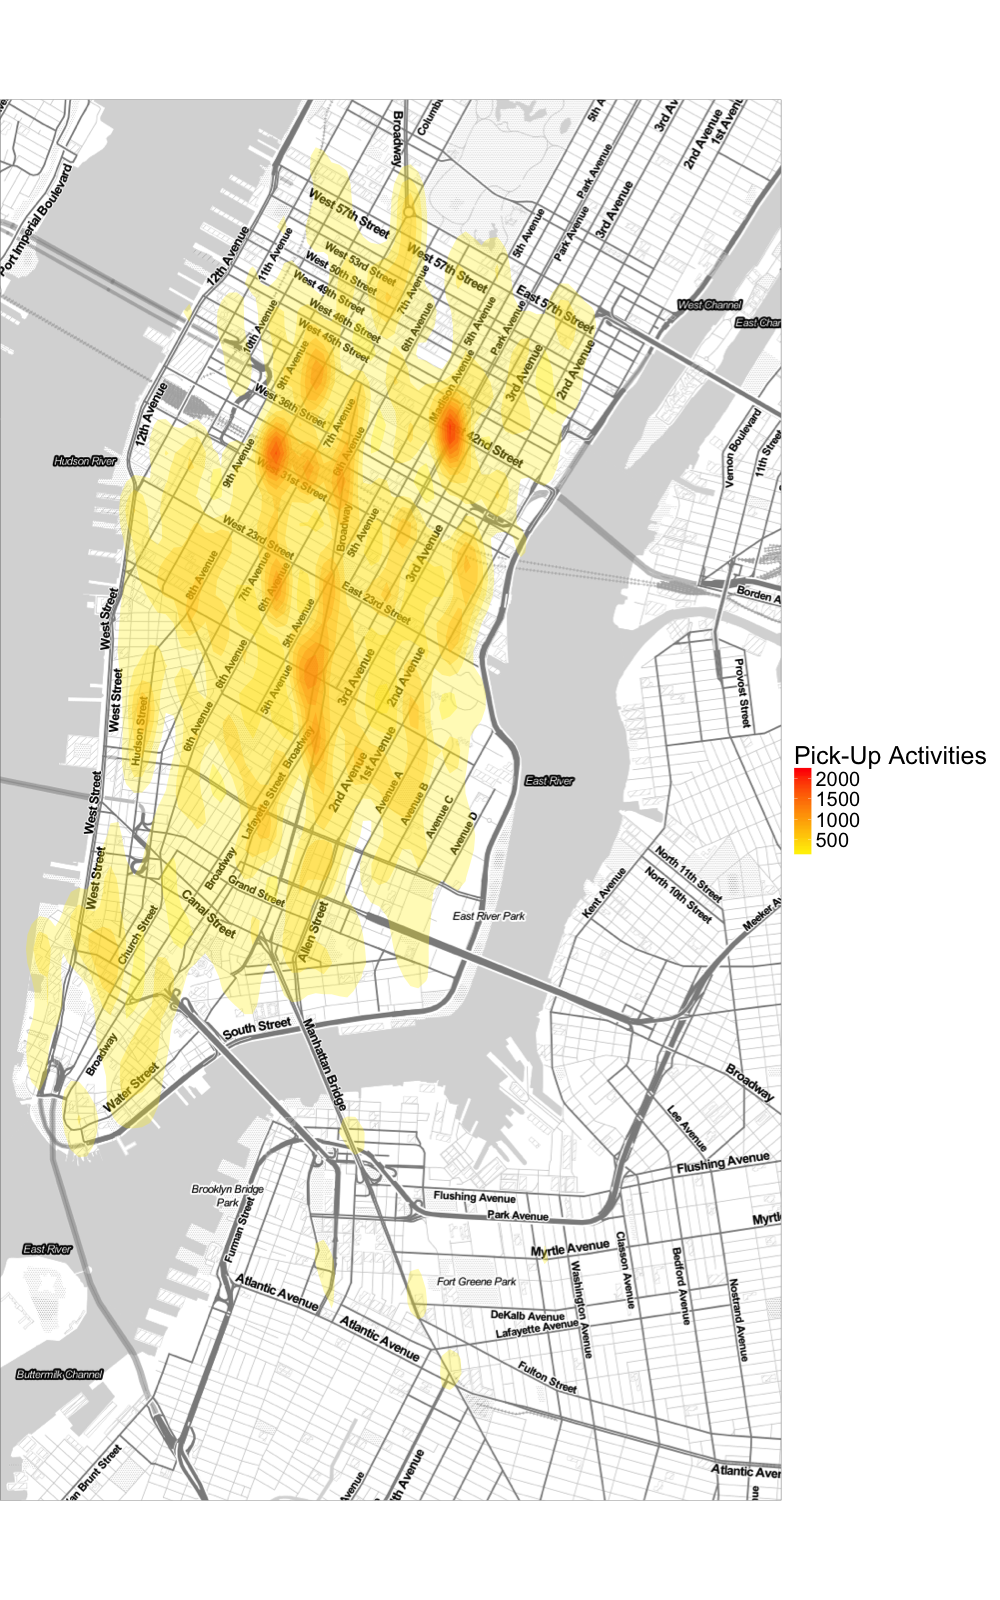 Broadway
Columb
5th A
3rd Av
2nd Avenue
1st Avenu
Port Imperial Boulevard
Park Avenue
3rd Avenue
West 57th Street
5th Avenue
Park Avenue
12th Avenue
11th Avenue
West 53rd Street
West 50th Street
West 57th Street
7th Avenue
West 49th Street
West 46th Street
East 57th Street
West Channel
East Chan
10th Avenue
West 45th Street
6th Avenue
5th Avenue
Park Avenue
9th Avenue
3rd Avenue
2nd Avenue
Madison Avenue
West 36th Street
12th Avenue
7th Avenue
6th Avenue
42nd Street
Vernon Boulevard
11th Street
Hudson River
9th Avenue
West 31st Street
West 23rd Street
Broadway
5th Avenue
3rd Avenue
8th Avenue
7th Avenue
6th Avenue
East 23rd Street
Borden A
West Street
5th Avenue
6th Avenue
3rd Avenue
2nd Avenue
5th Avenue
Provost Street
West Street
Hudson Street
6th Avenue
Broadway
2nd Avenue
1st Avenue
East River
Pick-Up Activities
2000
1500
1000
500
West Street
Lafayette Street
Avenue A
Avenue B
Avenue C
Avenue D
West Street
Broadway
Grand Street
Canal Street
Church Street
Allen Street
East River Park
North 11th Street
North 10th Street
Kent Avenue
Meeker Av
South Street
Manhattan Bridge
Broadway
Water Street
Broadway
Lee Avenue
Flushing Avenue
Brooklyn Bridge
Park
Flushing Avenue
Park Avenue
Furman Street
Myrtl
East River
Myrtle Avenue
Classon Avenue
Bedford Avenue
Washington Avenue
Nostrand Avenue
Fort Greene Park
Atlantic Avenue
DeKalb Avenue
Lafayette Avenue
Atlantic Avenue
Buttermilk Channel
Fulton Street
an Brunt Street
Avenue
th Avenue
Atlantic Aven
ue